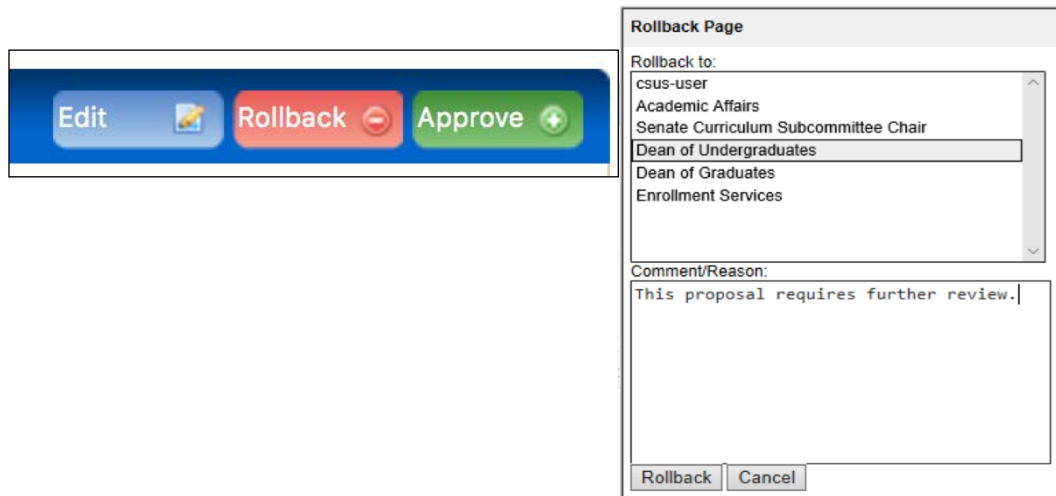 Edit
Rollback
Approve
Rollback Page
Rollback to:
csus-user
Academic Affairs
Senate Curriculum Subcommittee Chair
Dean of Undergraduates
Dean of Graduates
Enrollment Services
Comment/Reason:
This proposal requires further review.
Rollback Cancel